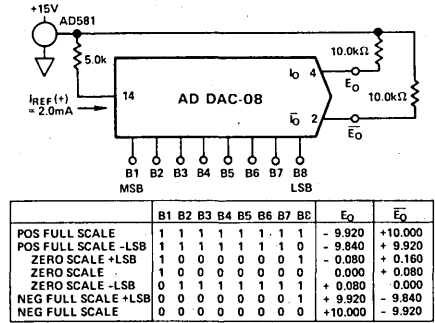 +15V
AD581
5.0k
IREF(+)
≈ 2.0mA
14
AD DAC-08
IO 4
IO 2
10.0kΩ
EO
10.0kΩ
EO
B1 B2 B3 B4 B5 B6 B7 B8
MSB LSB
B1 B2 B3 B4 B5 B6 B7 B8 EO EO
POS FULL SCALE 1 1 1 1 1 1 1 1 - 9.920 +10.000
POS FULL SCALE -LSB 1 1 1 1 1 1 1 0 - 9.840 + 9.920
ZERO SCALE +LSB 1 0 0 0 0 0 0 1 - 0.080 + 0.160
ZERO SCALE 1 0 0 0 0 0 0 0 0.000 + 0.080
ZERO SCALE -LSB 0 1 1 1 1 1 1 1 + 0.080 0.000
NEG FULL SCALE +LSB 0 0 0 0 0 0 0 1 + 9.920 - 9.840
NEG FULL SCALE 0 0 0 0 0 0 0 0 +10.000 - 9.920